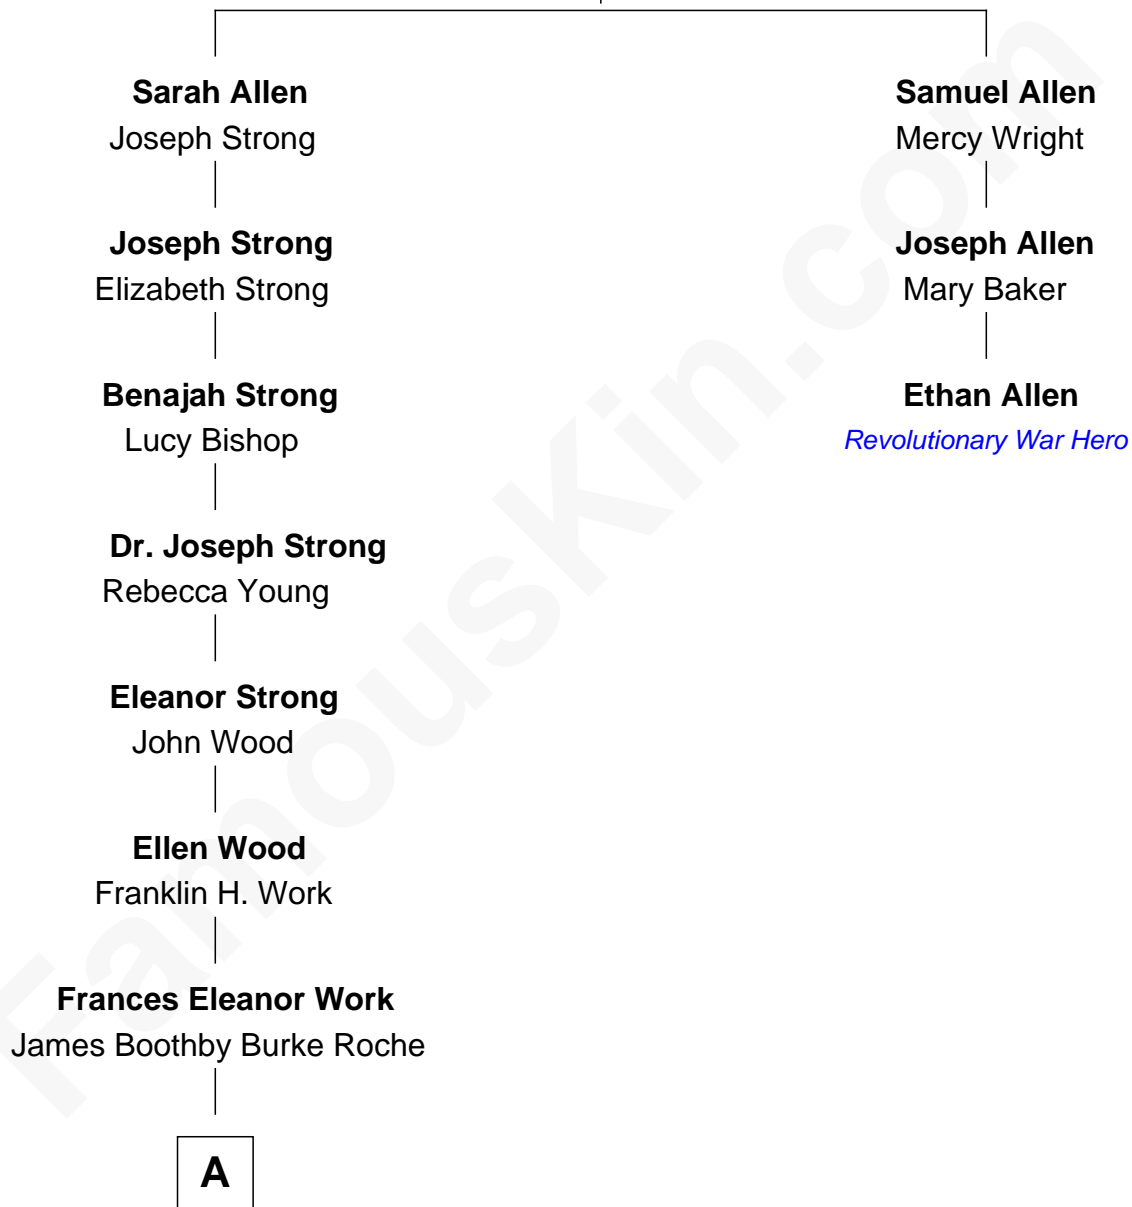 Sarah Allen
Joseph Strong
Samuel Allen
Mercy Wright
Joseph Strong
Elizabeth Strong
Joseph Allen
Mary Baker
Benajah Strong
Lucy Bishop
Ethan Allen
Revolutionary War Hero
Dr. Joseph Strong
Rebecca Young
Eleanor Strong
John Wood
Ellen Wood
Franklin H. Work
Frances Eleanor Work
James Boothby Burke Roche
A
FamousKin.com